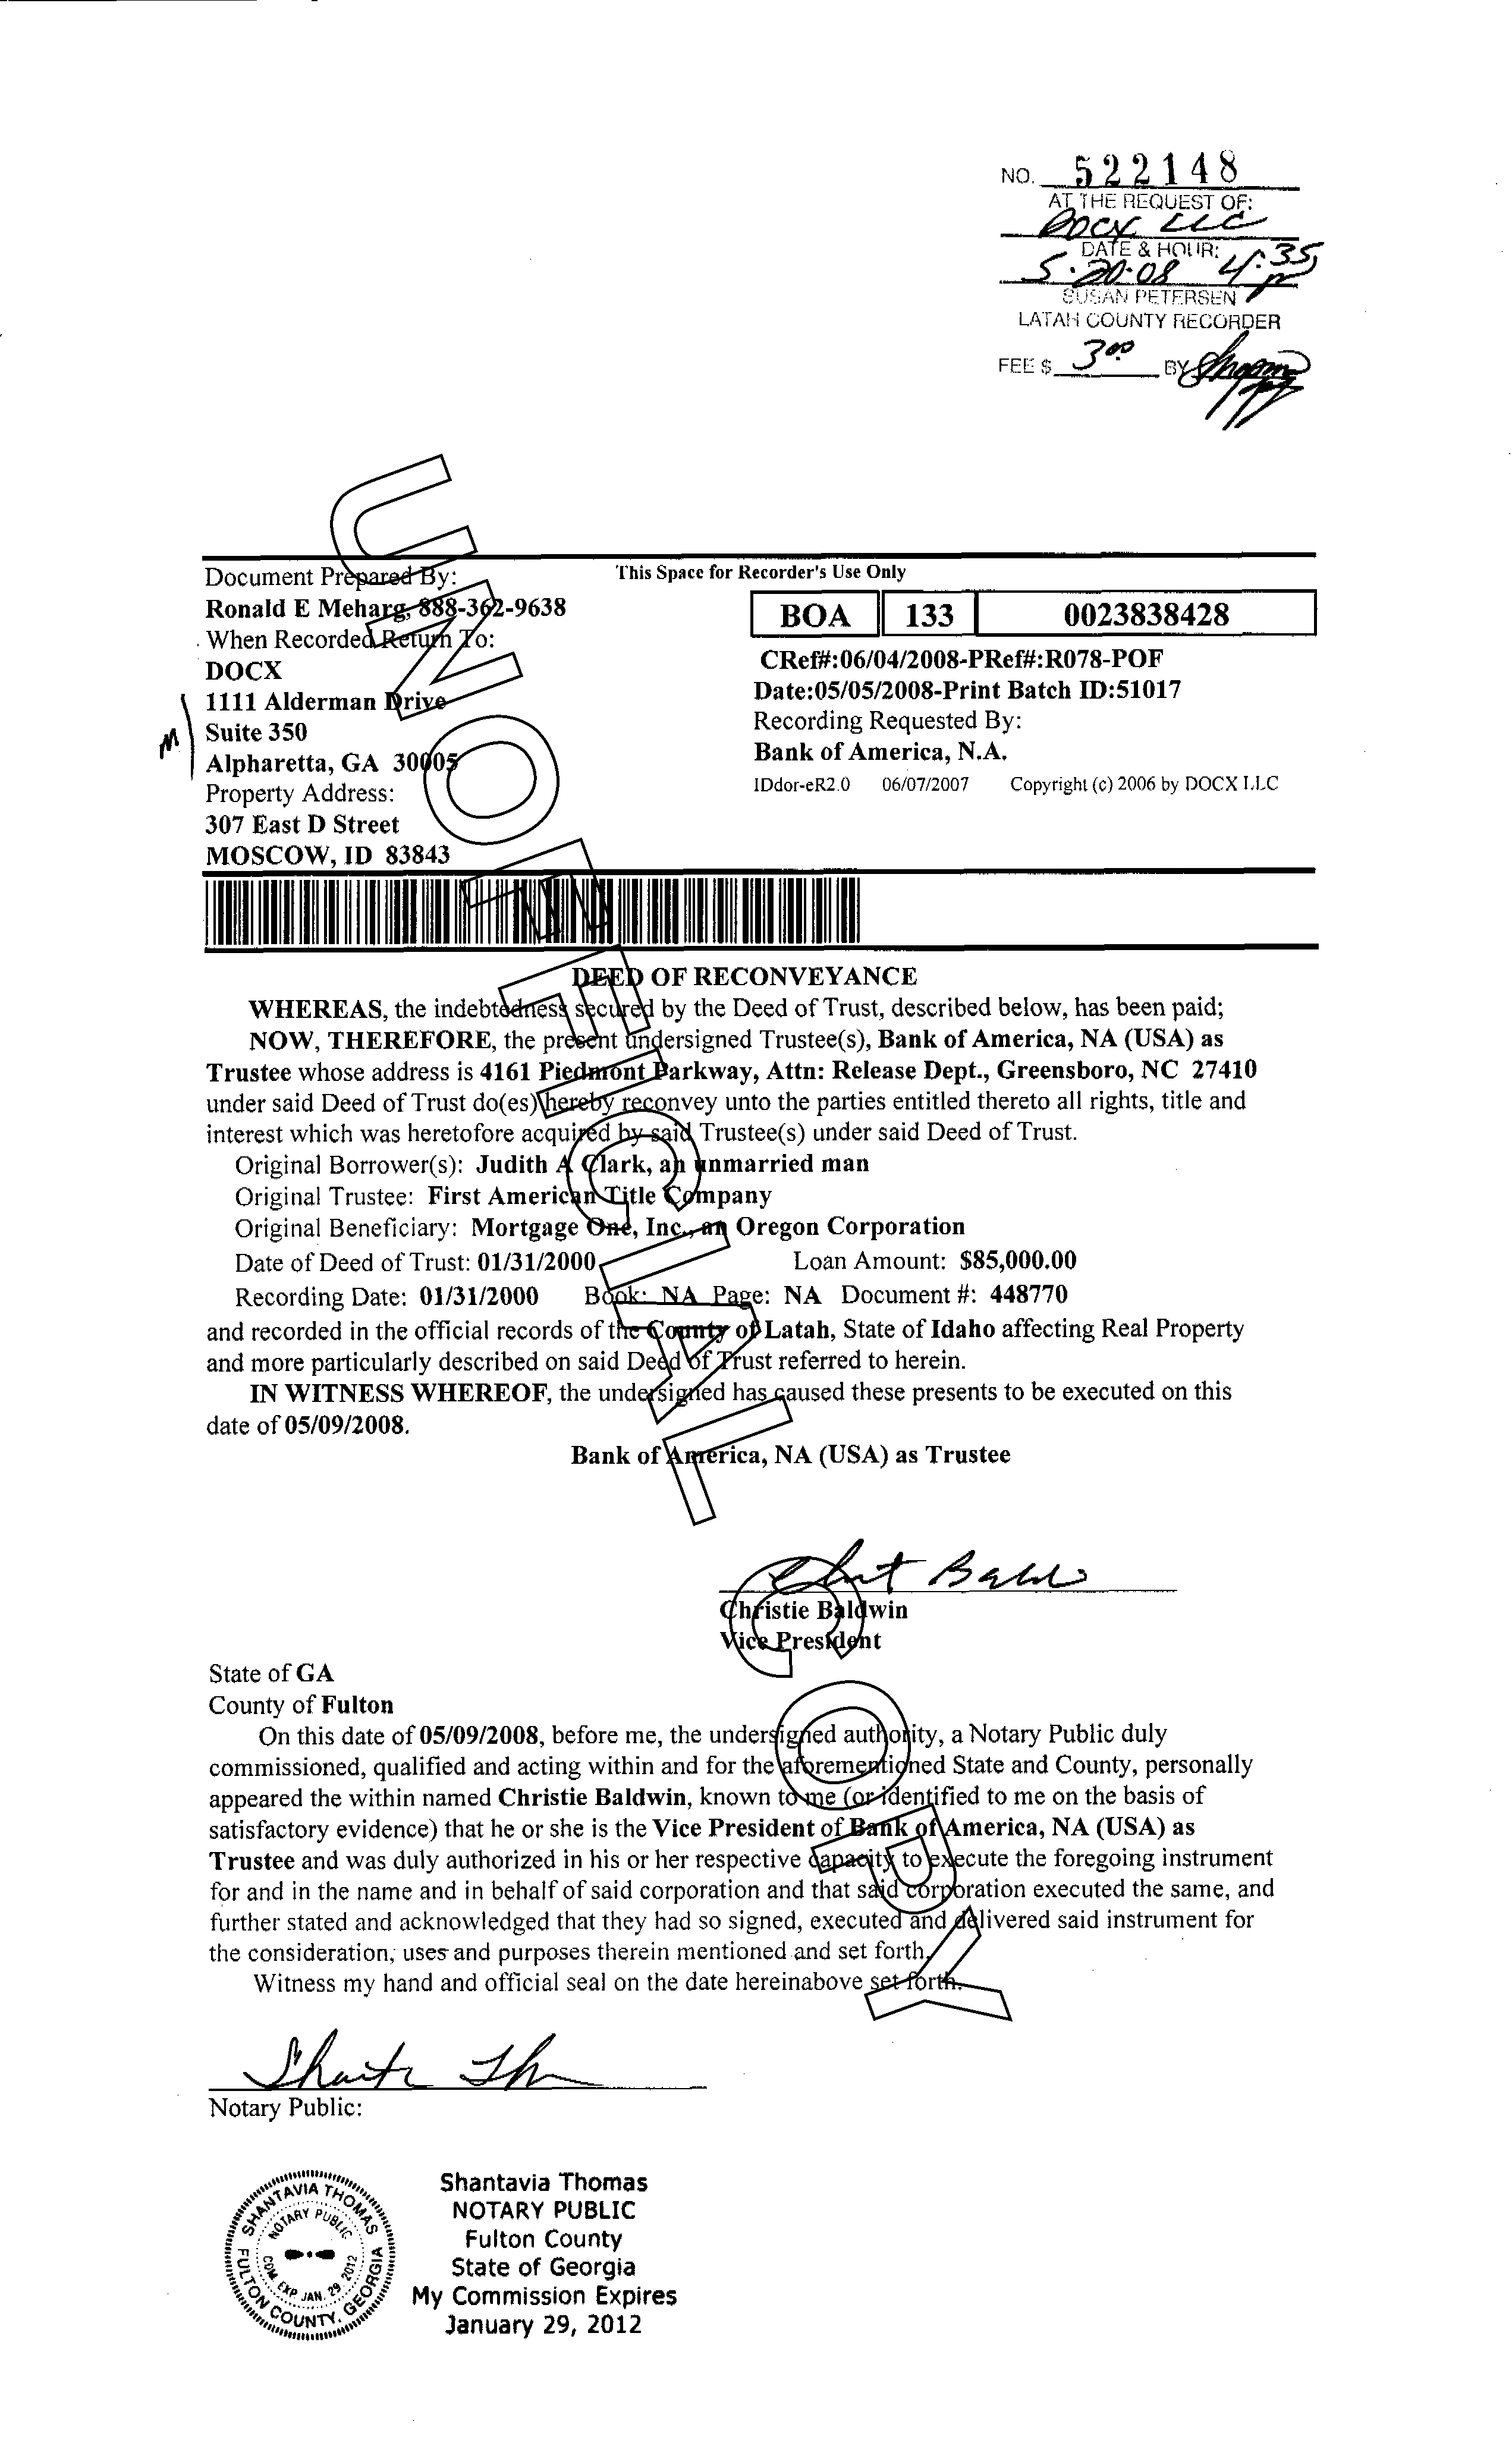 NO. 522148
AT THE REQUEST OF:
DOCX LLC
DATE & HOUR:
5·20·08 4:35
SUSAN PETERSEN
LATAH COUNTY RECORDER
FEE $ 3.00 BY
Document Prepared By:
Ronald E Meharg, 888-362-9638
When Recorded Return To:
DOCX
1111 Alderman Drive
Suite 350
Alpharetta, GA 30005
Property Address:
307 East D Street
MOSCOW, ID 83843
M
This Space for Recorder's Use Only
BOA 133 0023838428
CRef#:06/04/2008-PRef#:R078-POF
Date:05/05/2008-Print Batch ID:51017
Recording Requested By:
Bank of America, N.A.
IDdor-eR2.0 06/07/2007 Copyright (c) 2006 by DOCX LLC
DEED OF RECONVEYANCE
WHEREAS, the indebtedness secured by the Deed of Trust, described below, has been paid;
NOW, THEREFORE, the present undersigned Trustee(s), Bank of America, NA (USA) as
Trustee whose address is 4161 Piedmont Parkway, Attn: Release Dept., Greensboro, NC 27410
under said Deed of Trust do(es) hereby reconvey unto the parties entitled thereto all rights, title and
interest which was heretofore acquired by said Trustee(s) under said Deed of Trust.
Original Borrower(s): Judith A Clark, an unmarried man
Original Trustee: First American Title Company
Original Beneficiary: Mortgage One, Inc., an Oregon Corporation
Date of Deed of Trust: 01/31/2000 Loan Amount: $85,000.00
Recording Date: 01/31/2000 Book: NA Page: NA Document #: 448770
and recorded in the official records of the County of Latah, State of Idaho affecting Real Property
and more particularly described on said Deed of Trust referred to herein.
IN WITNESS WHEREOF, the undersigned has caused these presents to be executed on this
date of 05/09/2008.
Bank of America, NA (USA) as Trustee
Christie Baldwin
Vice President
State of GA
County of Fulton
On this date of 05/09/2008, before me, the undersigned authority, a Notary Public duly
commissioned, qualified and acting within and for the aforementioned State and County, personally
appeared the within named Christie Baldwin, known to me (or identified to me on the basis of
satisfactory evidence) that he or she is the Vice President of Bank of America, NA (USA) as
Trustee and was duly authorized in his or her respective capacity to execute the foregoing instrument
for and in the name and in behalf of said corporation and that said corporation executed the same, and
further stated and acknowledged that they had so signed, executed and delivered said instrument for
the consideration, uses and purposes therein mentioned and set forth.
Witness my hand and official seal on the date hereinabove set forth.
Notary Public:
SHANTAVIA THOMAS
NOTARY PUBLIC
COM. EXP JAN. 29 2012
FULTON COUNTY, GEORGIA
Shantavia Thomas
NOTARY PUBLIC
Fulton County
State of Georgia
My Commission Expires
January 29, 2012
UNOFFICIAL
COPY